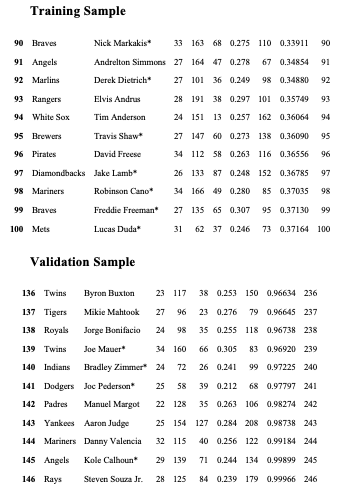 Training Sample
90 Braves Nick Markakis* 33 163 68 0.275 110 0.33911 90
91 Angels Andrelton Simmons 27 164 47 0.278 67 0.34854 91
92 Marlins Derek Dietrich* 27 101 36 0.249 98 0.34880 92
93 Rangers Elvis Andrus 28 191 38 0.297 101 0.35749 93
94 White Sox Tim Anderson 24 151 13 0.257 162 0.36064 94
95 Brewers Travis Shaw* 27 147 60 0.273 138 0.36090 95
96 Pirates David Freese 34 112 58 0.263 116 0.36556 96
97 Diamondbacks Jake Lamb* 26 133 87 0.248 152 0.36785 97
98 Mariners Robinson Cano* 34 166 49 0.280 85 0.37035 98
99 Braves Freddie Freeman* 27 135 65 0.307 95 0.37130 99
100 Mets Lucas Duda* 31 62 37 0.246 73 0.37164 100
Validation Sample
136 Twins Byron Buxton 23 117 38 0.253 150 0.96634 236
137 Tigers Mikie Mahtook 27 96 23 0.276 79 0.96645 237
138 Royals Jorge Bonifacio 24 98 35 0.255 118 0.96738 238
139 Twins Joe Mauer* 34 160 66 0.305 83 0.96920 239
140 Indians Bradley Zimmer* 24 72 26 0.241 99 0.97225 240
141 Dodgers Joc Pederson* 25 58 39 0.212 68 0.97797 241
142 Padres Manuel Margot 22 128 35 0.263 106 0.98274 242
143 Yankees Aaron Judge 25 154 127 0.284 208 0.98738 243
144 Mariners Danny Valencia 32 115 40 0.256 122 0.99184 244
145 Angels Kole Calhoun* 29 139 71 0.244 134 0.99899 245
146 Rays Steven Souza Jr. 28 125 84 0.239 179 0.99966 246